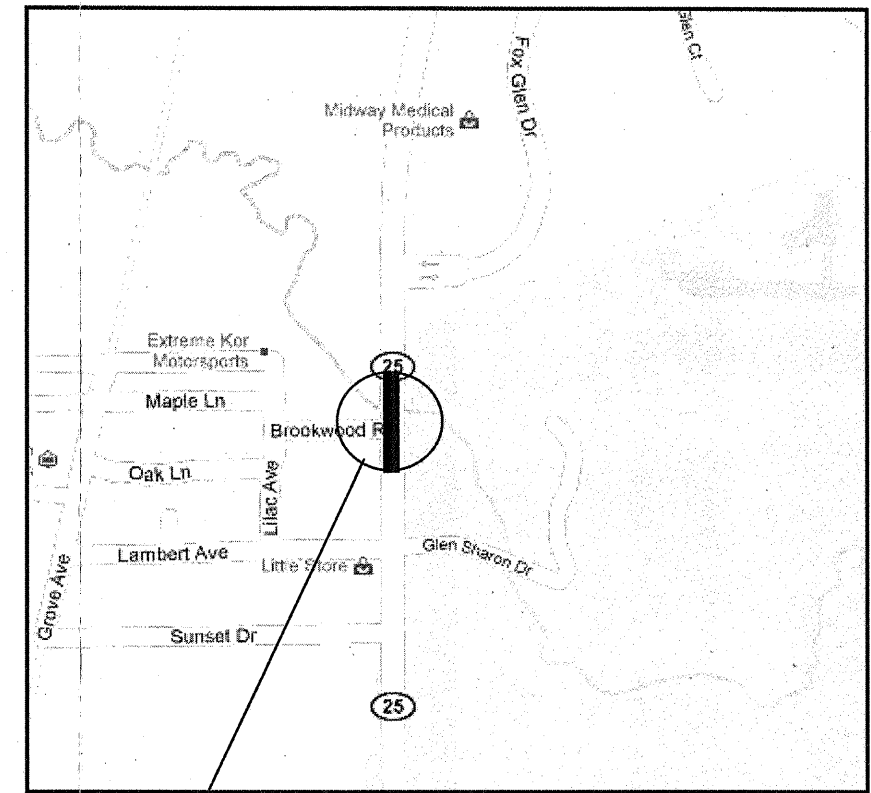 Glen Ct
Fox Glen Dr
Midway Medical
Products
Extreme Kor
Motorsports
25
Maple Ln
Brookwood R
Oak Ln
Lilac Ave
Lambert Ave
Glen Sharon Dr
Little Store
Grove Ave
Sunset Dr
25